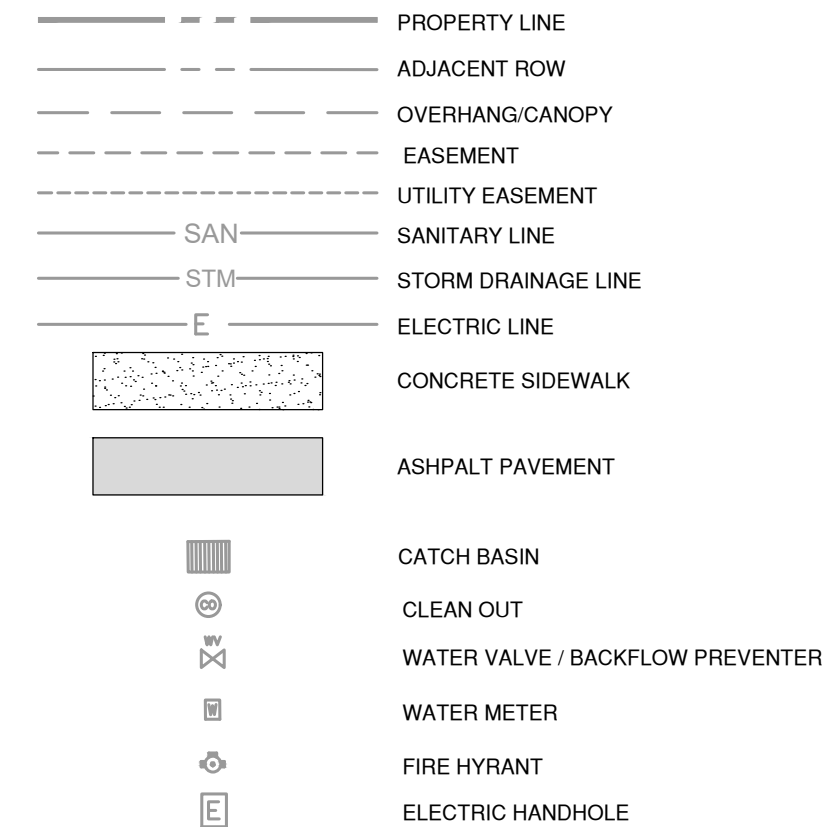 PROPERTY LINE
ADJACENT ROW
OVERHANG/CANOPY
EASEMENT
UTILITY EASEMENT
SAN SANITARY LINE
STM STORM DRAINAGE LINE
E ELECTRIC LINE
CONCRETE SIDEWALK
ASHPALT PAVEMENT
CATCH BASIN
CO CLEAN OUT
WV WATER VALVE / BACKFLOW PREVENTER
W WATER METER
FIRE HYRANT
E ELECTRIC HANDHOLE